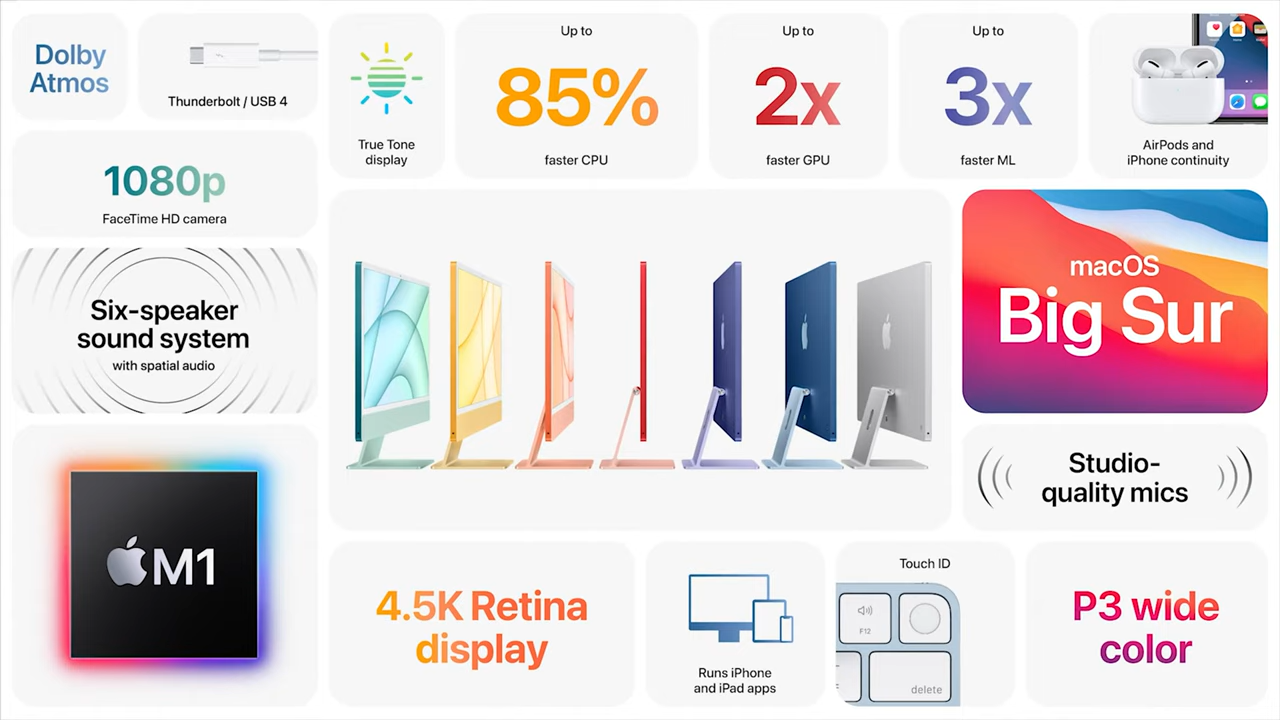 Dolby
Atmos
Thunderbolt / USB 4
True Tone
display
Up to
85%
faster CPU
Up to
2x
faster GPU
Up to
3x
faster ML
AirPods and
iPhone continuity
1080p
FaceTime HD camera
Six-speaker
sound system
with spatial audio
macOS
Big Sur
Studio-
quality mics
M1
4.5K Retina
display
Runs iPhone
and iPad apps
Touch ID
F12
delete
P3 wide
color